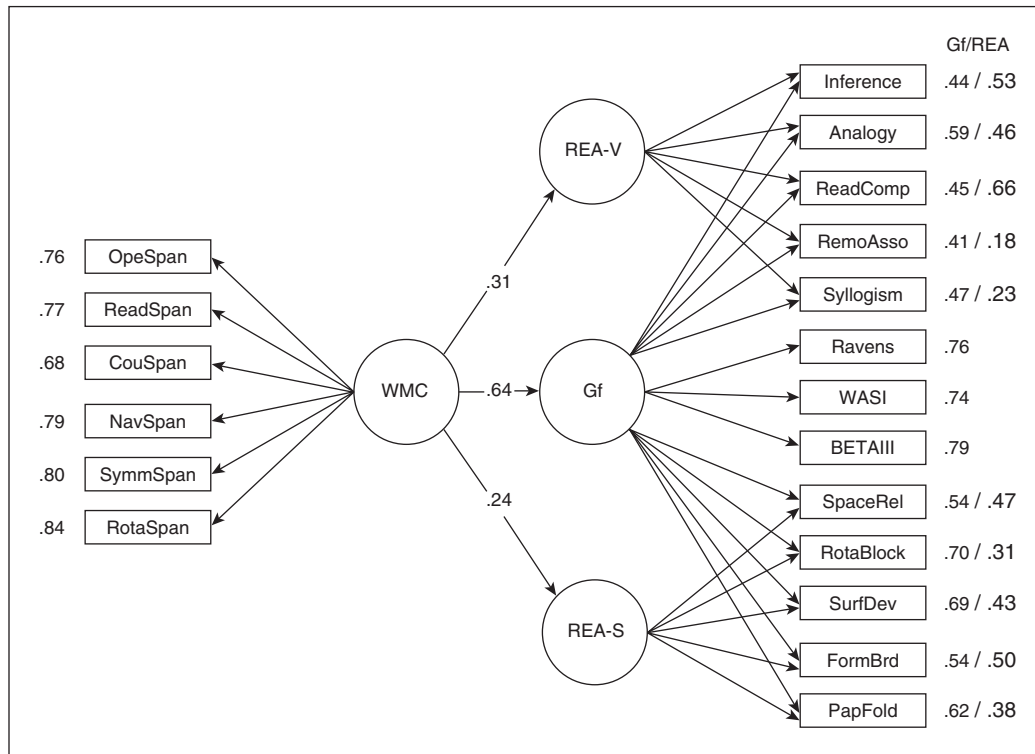 Gf/REA
Inference .44 / .53
REA-V
Analogy .59 / .46
ReadComp .45 / .66
RemoAsso .41 / .18
.76 OpeSpan
.31
Syllogism .47 / .23
.77 ReadSpan
Ravens .76
.68 CouSpan
WMC
.64
Gf
WASI .74
.79 NavSpan
BETAIII .79
.80 SymmSpan
.24
SpaceRel .54 / .47
.84 RotaSpan
RotaBlock .70 / .31
SurfDev .69 / .43
REA-S
FormBrd .54 / .50
PapFold .62 / .38